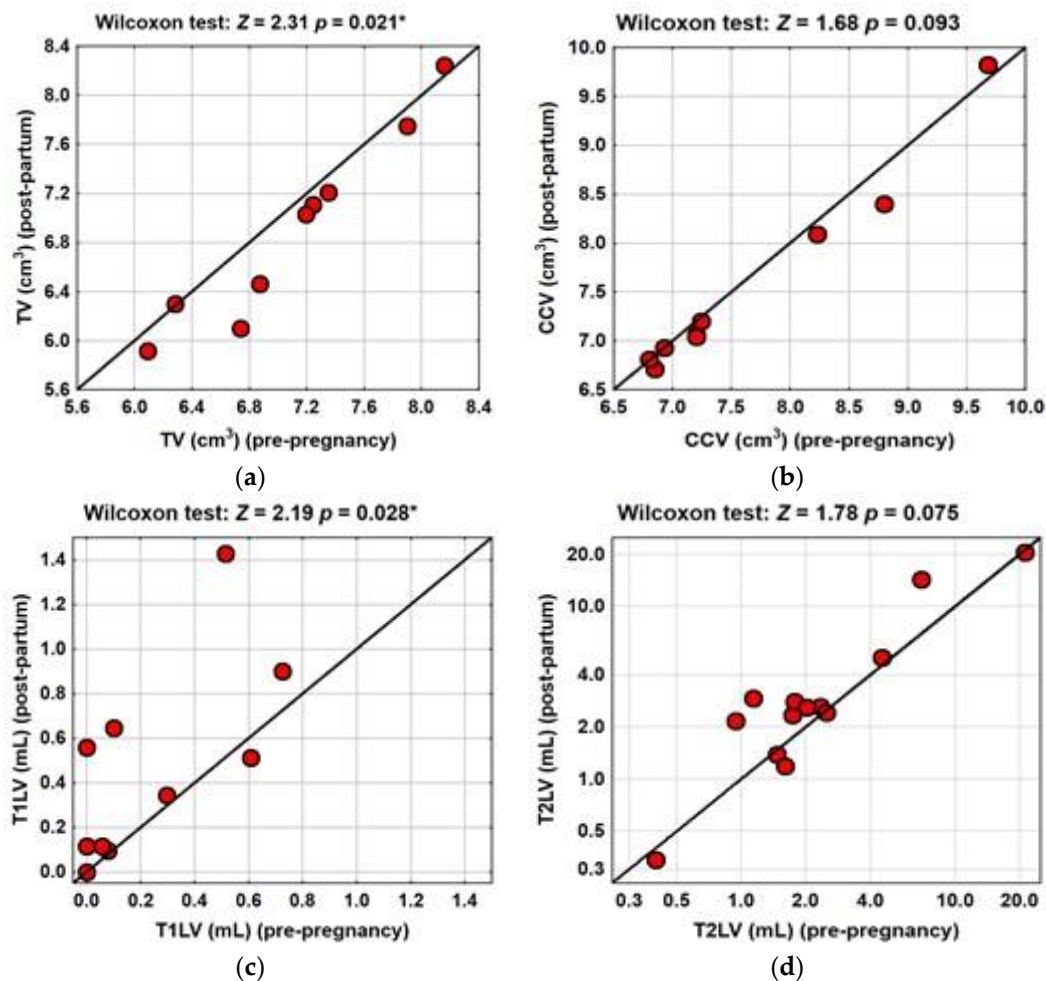 Wilcoxon test: Z = 2.31 p = 0.021*
8.4
8.0
7.6
7.2
6.8
6.4
6.0
5.6
TV (cm³) (post-partum)
5.6 6.0 6.4 6.8 7.2 7.6 8.0 8.4
TV (cm³) (pre-pregnancy)
(a)
Wilcoxon test: Z = 1.68 p = 0.093
10.0
9.5
9.0
8.5
8.0
7.5
7.0
6.5
CCV (cm³) (post-partum)
6.5 7.0 7.5 8.0 8.5 9.0 9.5 10.0
CCV (cm³) (pre-pregnancy)
(b)
Wilcoxon test: Z = 2.19 p = 0.028*
1.4
1.2
1.0
0.8
0.6
0.4
0.2
0.0
T1LV (mL) (post-partum)
0.0 0.2 0.4 0.6 0.8 1.0 1.2 1.4
T1LV (mL) (pre-pregnancy)
(c)
Wilcoxon test: Z = 1.78 p = 0.075
20.0
10.0
4.0
2.0
1.0
0.5
0.3
T2LV (mL) (post-partum)
0.3 0.5 1.0 2.0 4.0 10.0 20.0
T2LV (mL) (pre-pregnancy)
(d)